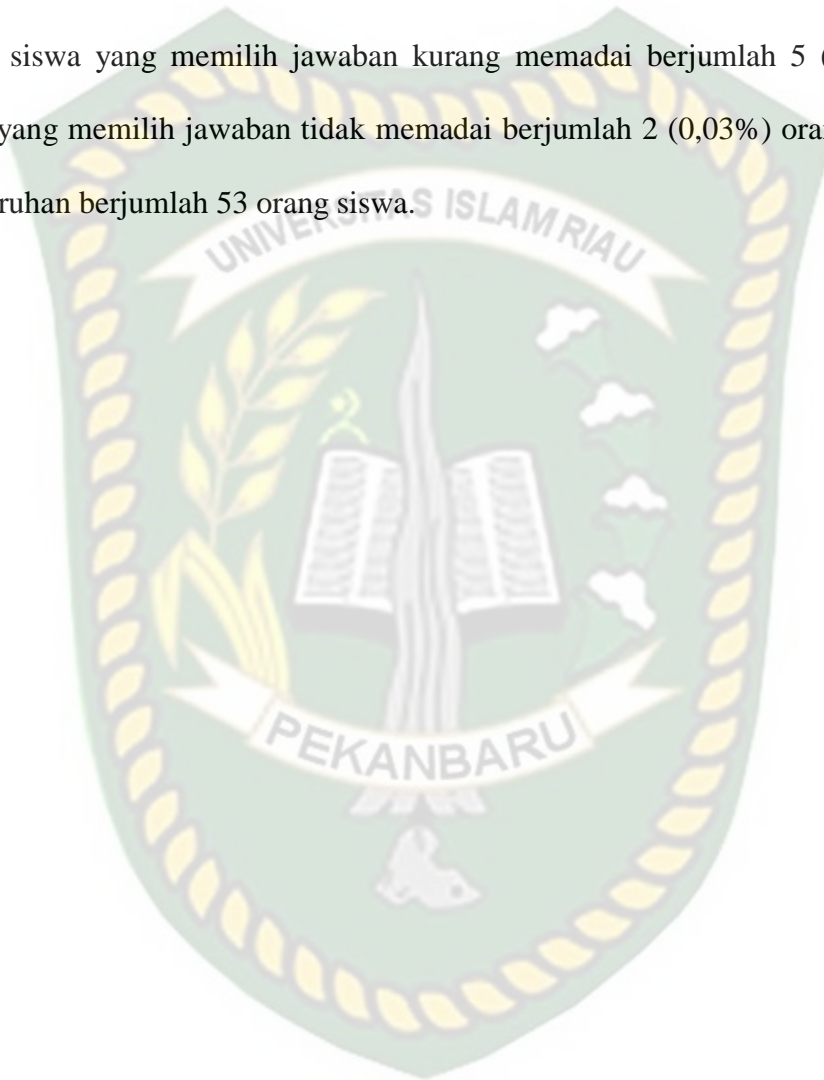 siswa yang memilih jawaban kurang memadai berjumlah 5 (
yang memilih jawaban tidak memadai berjumlah 2 (0,03%) oran
ruhan berjumlah 53 orang siswa.
UNIVERSITAS ISLAM RIAU
PEKANBARU